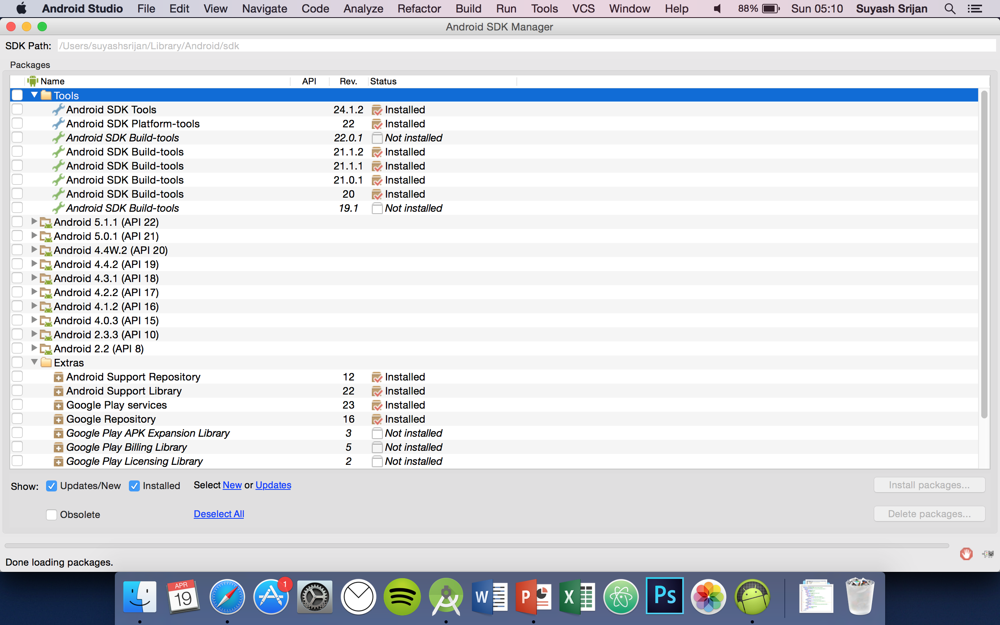 Android Studio File Edit View Navigate Code Analyze Refactor Build Run Tools VCS Window Help 88% Sun 05:10 Suyash Srijan
Android SDK Manager
SDK Path: /Users/suyashsrijan/Library/Android/sdk
Packages
Name API Rev. Status
Tools
Android SDK Tools 24.1.2 Installed
Android SDK Platform-tools 22 Installed
Android SDK Build-tools 22.0.1 Not installed
Android SDK Build-tools 21.1.2 Installed
Android SDK Build-tools 21.1.1 Installed
Android SDK Build-tools 21.0.1 Installed
Android SDK Build-tools 20 Installed
Android SDK Build-tools 19.1 Not installed
Android 5.1.1 (API 22)
Android 5.0.1 (API 21)
Android 4.4W.2 (API 20)
Android 4.4.2 (API 19)
Android 4.3.1 (API 18)
Android 4.2.2 (API 17)
Android 4.1.2 (API 16)
Android 4.0.3 (API 15)
Android 2.3.3 (API 10)
Android 2.2 (API 8)
Extras
Android Support Repository 12 Installed
Android Support Library 22 Installed
Google Play services 23 Installed
Google Repository 16 Installed
Google Play APK Expansion Library 3 Not installed
Google Play Billing Library 5 Not installed
Google Play Licensing Library 2 Not installed
Show: Updates/New Installed Select New or Updates Install packages...
Obsolete Deselect All Delete packages...
Done loading packages.
APR
19
1
W
P
X
Ps